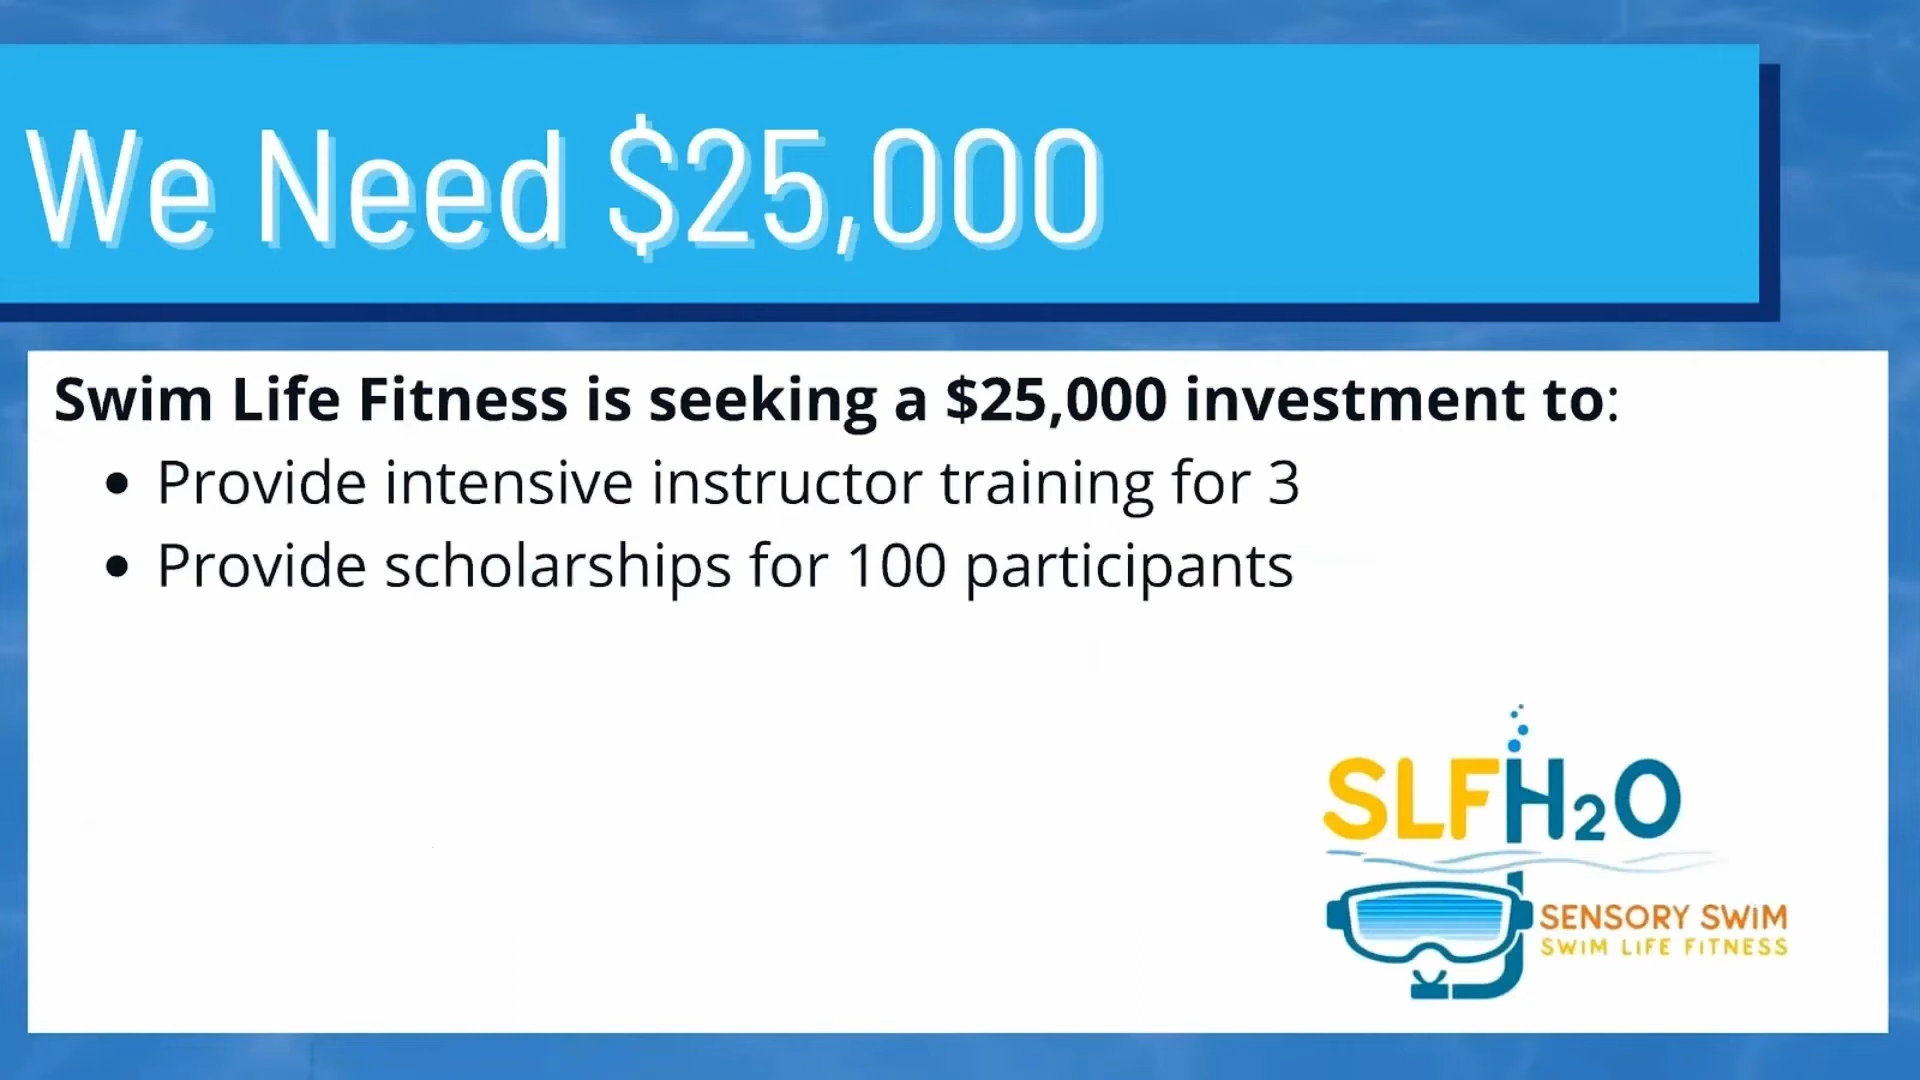 We Need $25,000
Swim Life Fitness is seeking a $25,000 investment to:
• Provide intensive instructor training for 3
• Provide scholarships for 100 participants
SLFH₂O
SENSORY SWIM
SWIM LIFE FITNESS